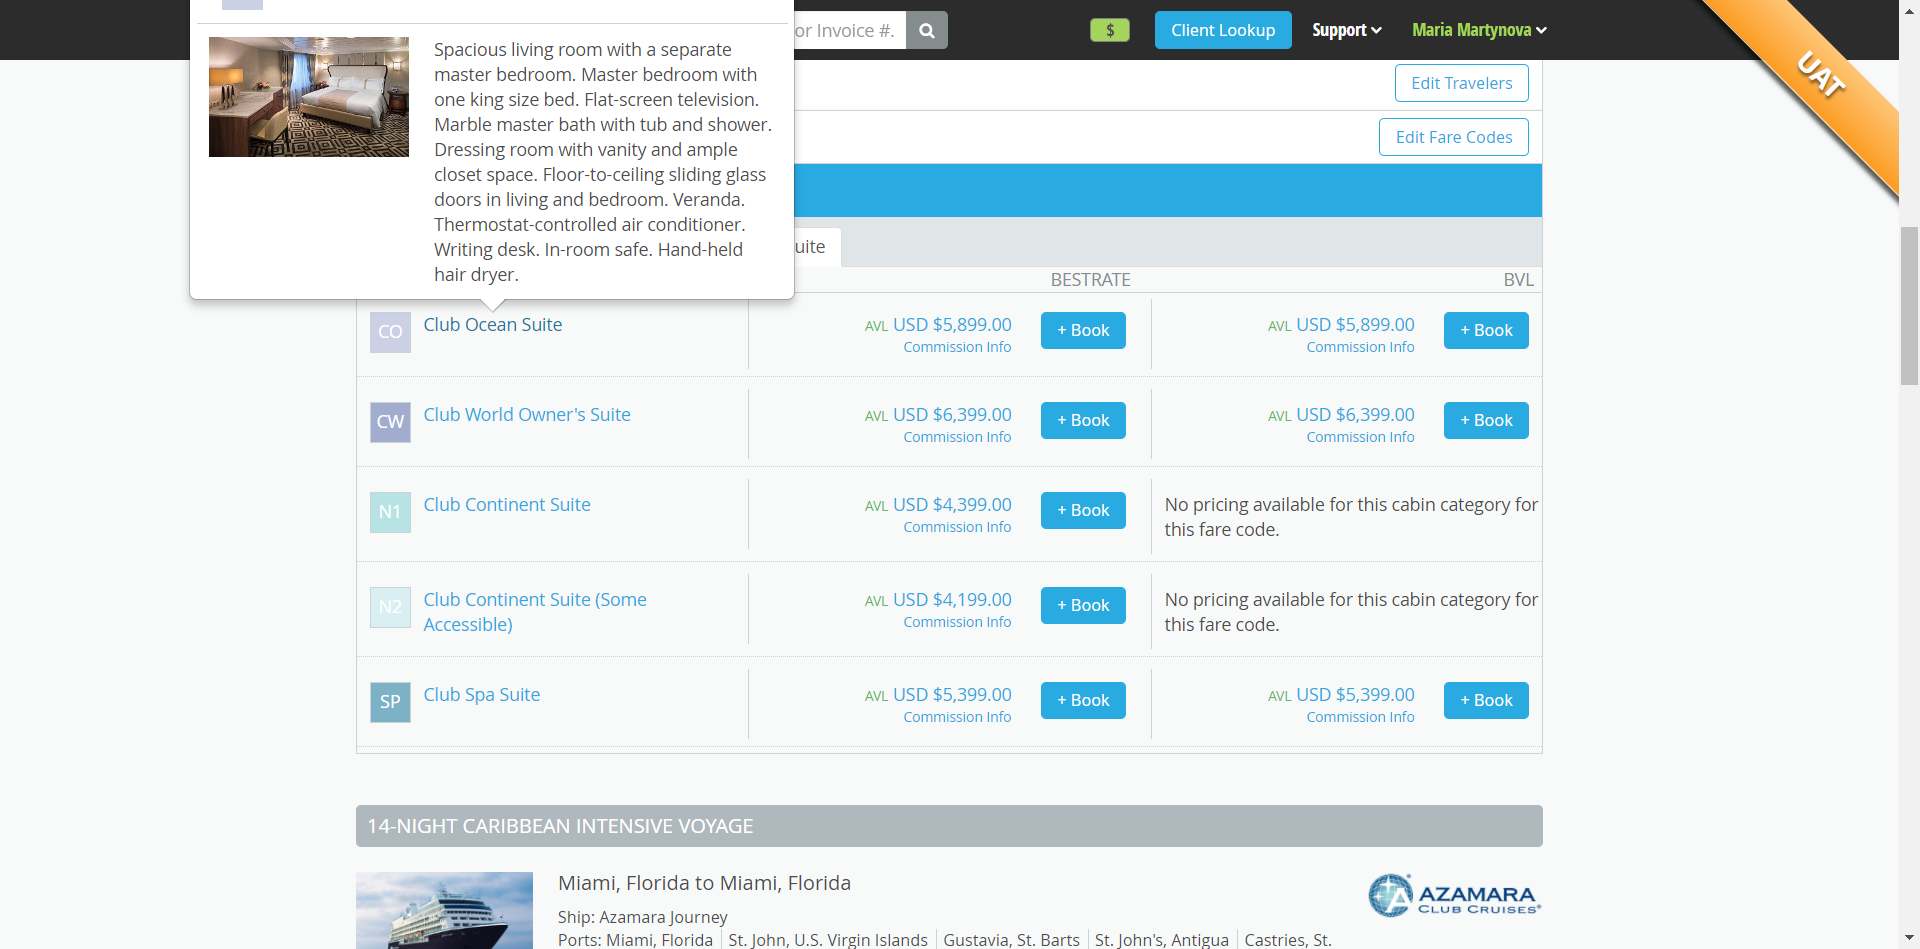 or Invoice #.
$
Client Lookup
Support
Maria Martynova
UAT
Spacious living room with a separate
master bedroom. Master bedroom with
one king size bed. Flat-screen television.
Marble master bath with tub and shower.
Dressing room with vanity and ample
closet space. Floor-to-ceiling sliding glass
doors in living and bedroom. Veranda.
Thermostat-controlled air conditioner.
Writing desk. In-room safe. Hand-held
hair dryer.
Edit Travelers
Edit Fare Codes
uite
BESTRATE
BVL
CO
Club Ocean Suite
AVL USD $5,899.00
Commission Info
+ Book
AVL USD $5,899.00
Commission Info
+ Book
CW
Club World Owner's Suite
AVL USD $6,399.00
Commission Info
+ Book
AVL USD $6,399.00
Commission Info
+ Book
N1
Club Continent Suite
AVL USD $4,399.00
Commission Info
+ Book
No pricing available for this cabin category for
this fare code.
N2
Club Continent Suite (Some
Accessible)
AVL USD $4,199.00
Commission Info
+ Book
No pricing available for this cabin category for
this fare code.
SP
Club Spa Suite
AVL USD $5,399.00
Commission Info
+ Book
AVL USD $5,399.00
Commission Info
+ Book
14-NIGHT CARIBBEAN INTENSIVE VOYAGE
Miami, Florida to Miami, Florida
AZAMARA
CLUB CRUISES®
Ship: Azamara Journey
Ports: Miami, Florida | St. John, U.S. Virgin Islands | Gustavia, St. Barts | St. John's, Antigua | Castries, St.